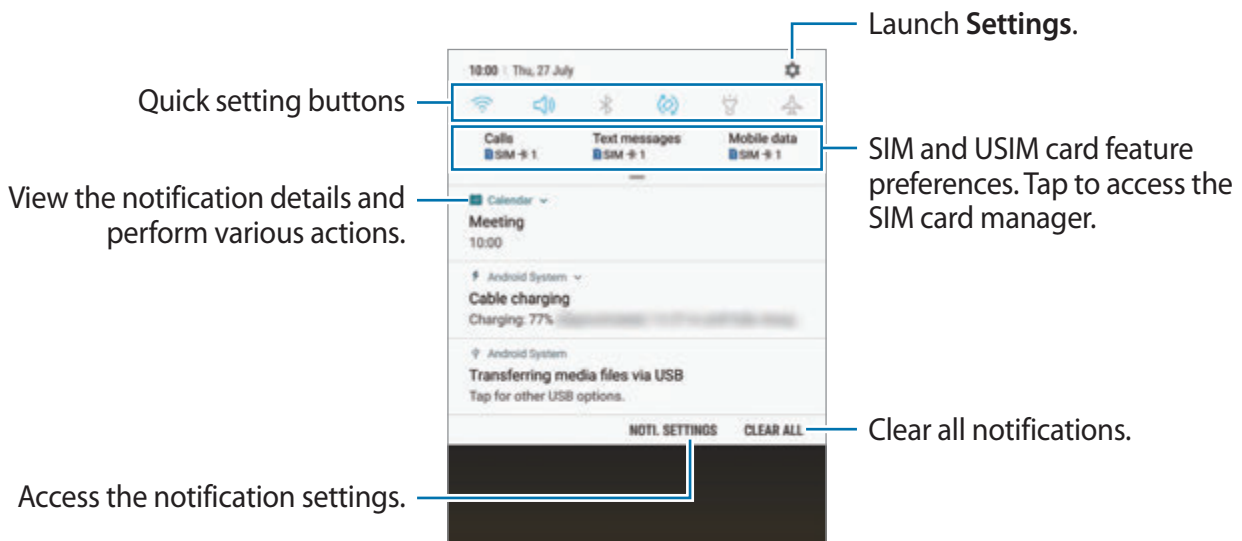 Launch Settings.
10:00 | Thu, 27 July
Quick setting buttons
Calls Text messages Mobile data
SIM 1 SIM 1 SIM 1
SIM and USIM card feature
preferences. Tap to access the
SIM card manager.
View the notification details and
perform various actions.
Calendar
Meeting
10:00
Android System
Cable charging
Charging: 77%
Android System
Transferring media files via USB
Tap for other USB options.
NOTI. SETTINGS CLEAR ALL
Clear all notifications.
Access the notification settings.